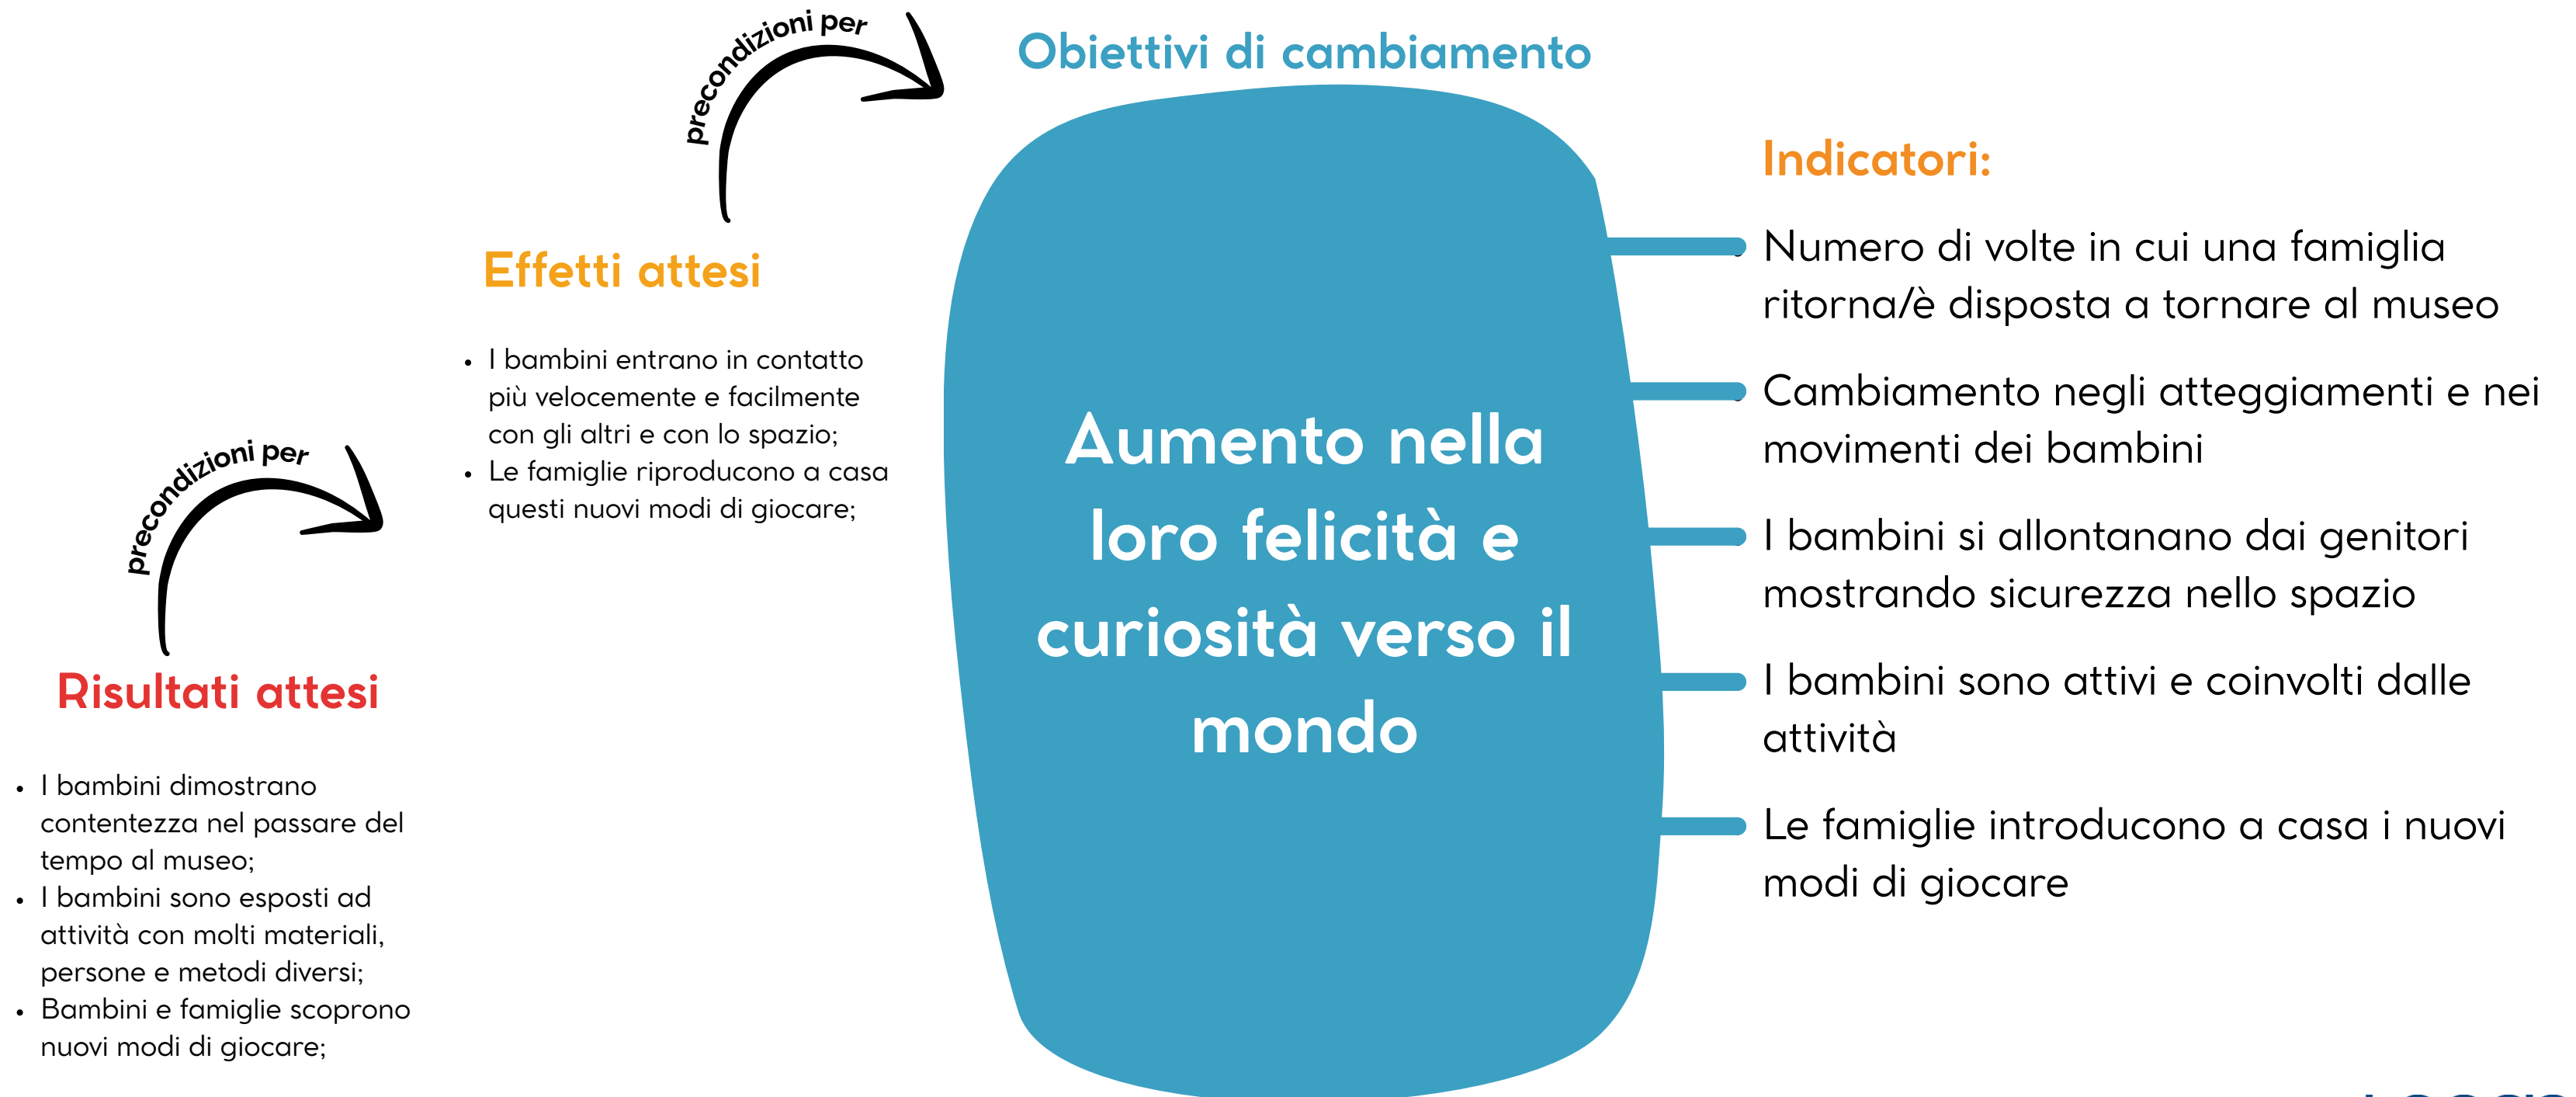 precondizioni per
Obiettivi di cambiamento
Indicatori:
Effetti attesi
• I bambini entrano in contatto
più velocemente e facilmente
con gli altri e con lo spazio;
• Le famiglie riproducono a casa
questi nuovi modi di giocare;
precondizioni per
Risultati attesi
• I bambini dimostrano
contentezza nel passare del
tempo al museo;
• I bambini sono esposti ad
attività con molti materiali,
persone e metodi diversi;
• Bambini e famiglie scoprono
nuovi modi di giocare;
Aumento nella
loro felicità e
curiosità verso il
mondo
Numero di volte in cui una famiglia
ritorna/è disposta a tornare al museo
Cambiamento negli atteggiamenti e nei
movimenti dei bambini
I bambini si allontanano dai genitori
mostrando sicurezza nello spazio
I bambini sono attivi e coinvolti dalle
attività
Le famiglie introducono a casa i nuovi
modi di giocare